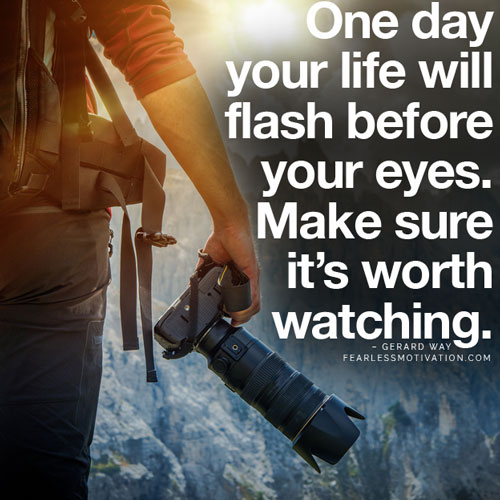 One day
your life will
flash before
your eyes.
Make sure
it's worth
watching.
- GERARD WAY
FEARLESSMOTIVATION.COM